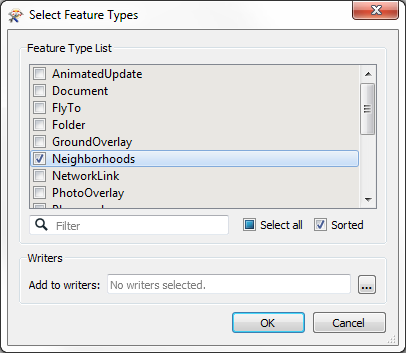 Select Feature Types
Feature Type List
AnimatedUpdate
Document
FlyTo
Folder
GroundOverlay
Neighborhoods
NetworkLink
PhotoOverlay
Filter
Select all
Sorted
Writers
Add to writers: No writers selected. ...
OK
Cancel